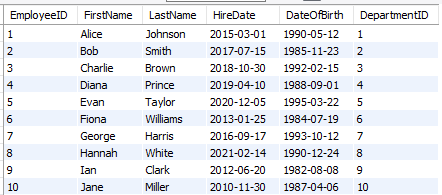 EmployeeID FirstName LastName HireDate DateOfBirth DepartmentID
1 Alice Johnson 2015-03-01 1990-05-12 1
2 Bob Smith 2017-07-15 1985-11-23 2
3 Charlie Brown 2018-10-30 1992-02-15 3
4 Diana Prince 2019-04-10 1988-09-01 4
5 Evan Taylor 2020-12-05 1995-03-22 5
6 Fiona Williams 2013-01-25 1984-07-19 6
7 George Harris 2016-09-17 1993-10-12 7
8 Hannah White 2021-02-14 1990-12-24 8
9 Ian Clark 2012-06-20 1982-08-08 9
10 Jane Miller 2010-11-30 1987-04-06 10